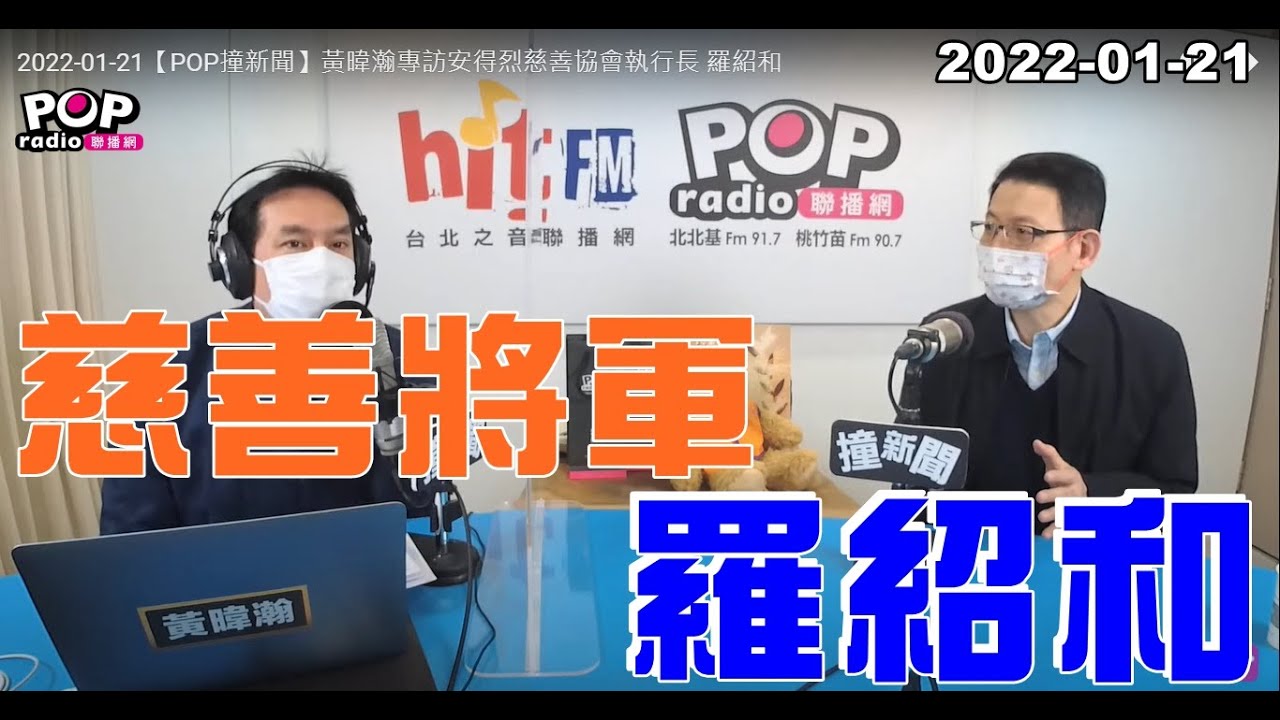 2022-01-21【POP撞新聞】黃暐瀚專訪安得烈慈善協會執行長 羅紹和
2022-01-21
POP
radio 聯播網
hit FM
台北之音聯播網
POP
radio 聯播網
北北基 Fm 91.7 桃竹苗 Fm 90.7
慈善將軍
POP
撞新聞
羅紹和
黃暐瀚